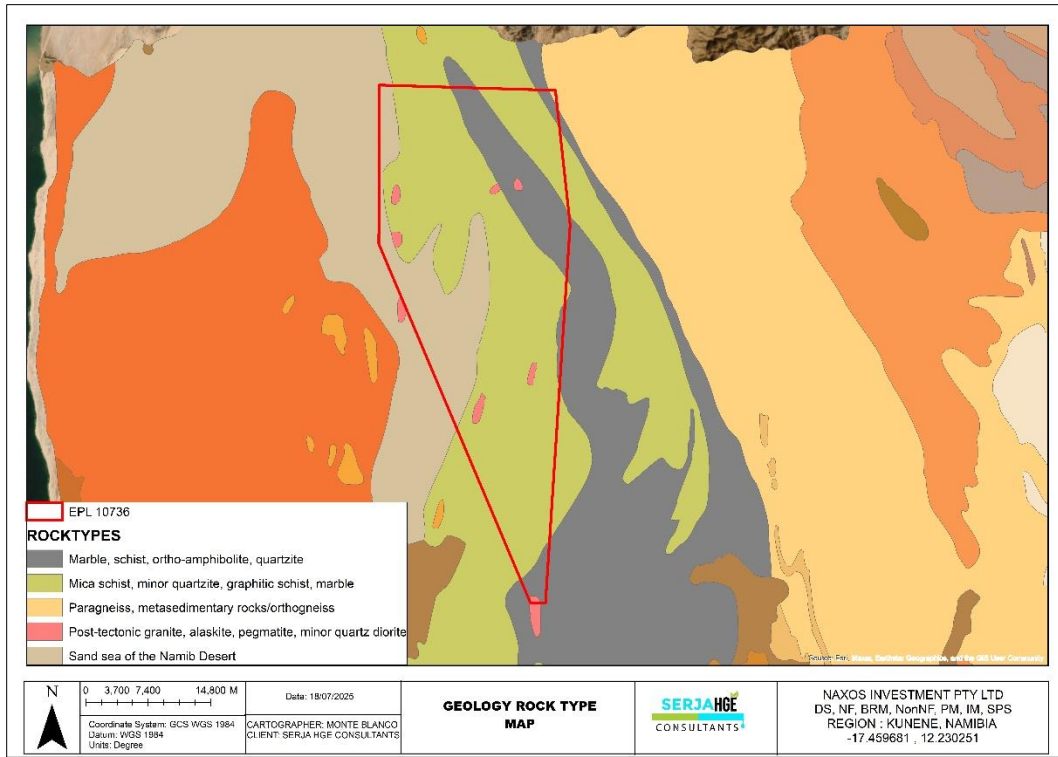 EPL 10736
ROCKTYPES
Marble, schist, ortho-amphibolite, quartzite
Mica schist, minor quartzite, graphitic schist, marble
Paragneiss, metasedimentary rocks/orthogneiss
Post-tectonic granite, alaskite, pegmatite, minor quartz diorite
Sand sea of the Namib Desert
Source: Esri, Maxar, Earthstar Geographics, and the GIS User Community
N
0 3,700 7,400 14,800 M
Coordinate System: GCS WGS 1984
Datum: WGS 1984
Units: Degree
Date: 18/07/2025
CARTOGRAPHER: MONTE BLANCO
CLIENT: SERJA HGE CONSULTANTS
GEOLOGY ROCK TYPE
MAP
SERJAHGE
CONSULTANTS
NAXOS INVESTMENT PTY LTD
DS, NF, BRM, NonNF, PM, IM, SPS
REGION : KUNENE, NAMIBIA
-17.459681 , 12.230251